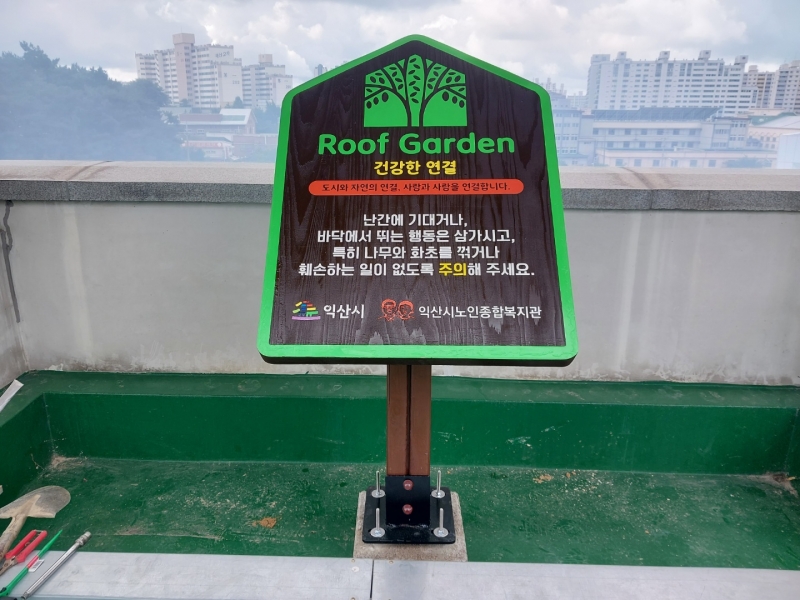 Roof Garden
건강한 연결
도시와 자연의 연결, 사람과 사람을 연결합니다.
난간에 기대거나,
바닥에서 뛰는 행동은 삼가시고,
특히 나무와 화초를 꺾거나
훼손하는 일이 없도록 주의해 주세요.
익산시 익산시노인종합복지관